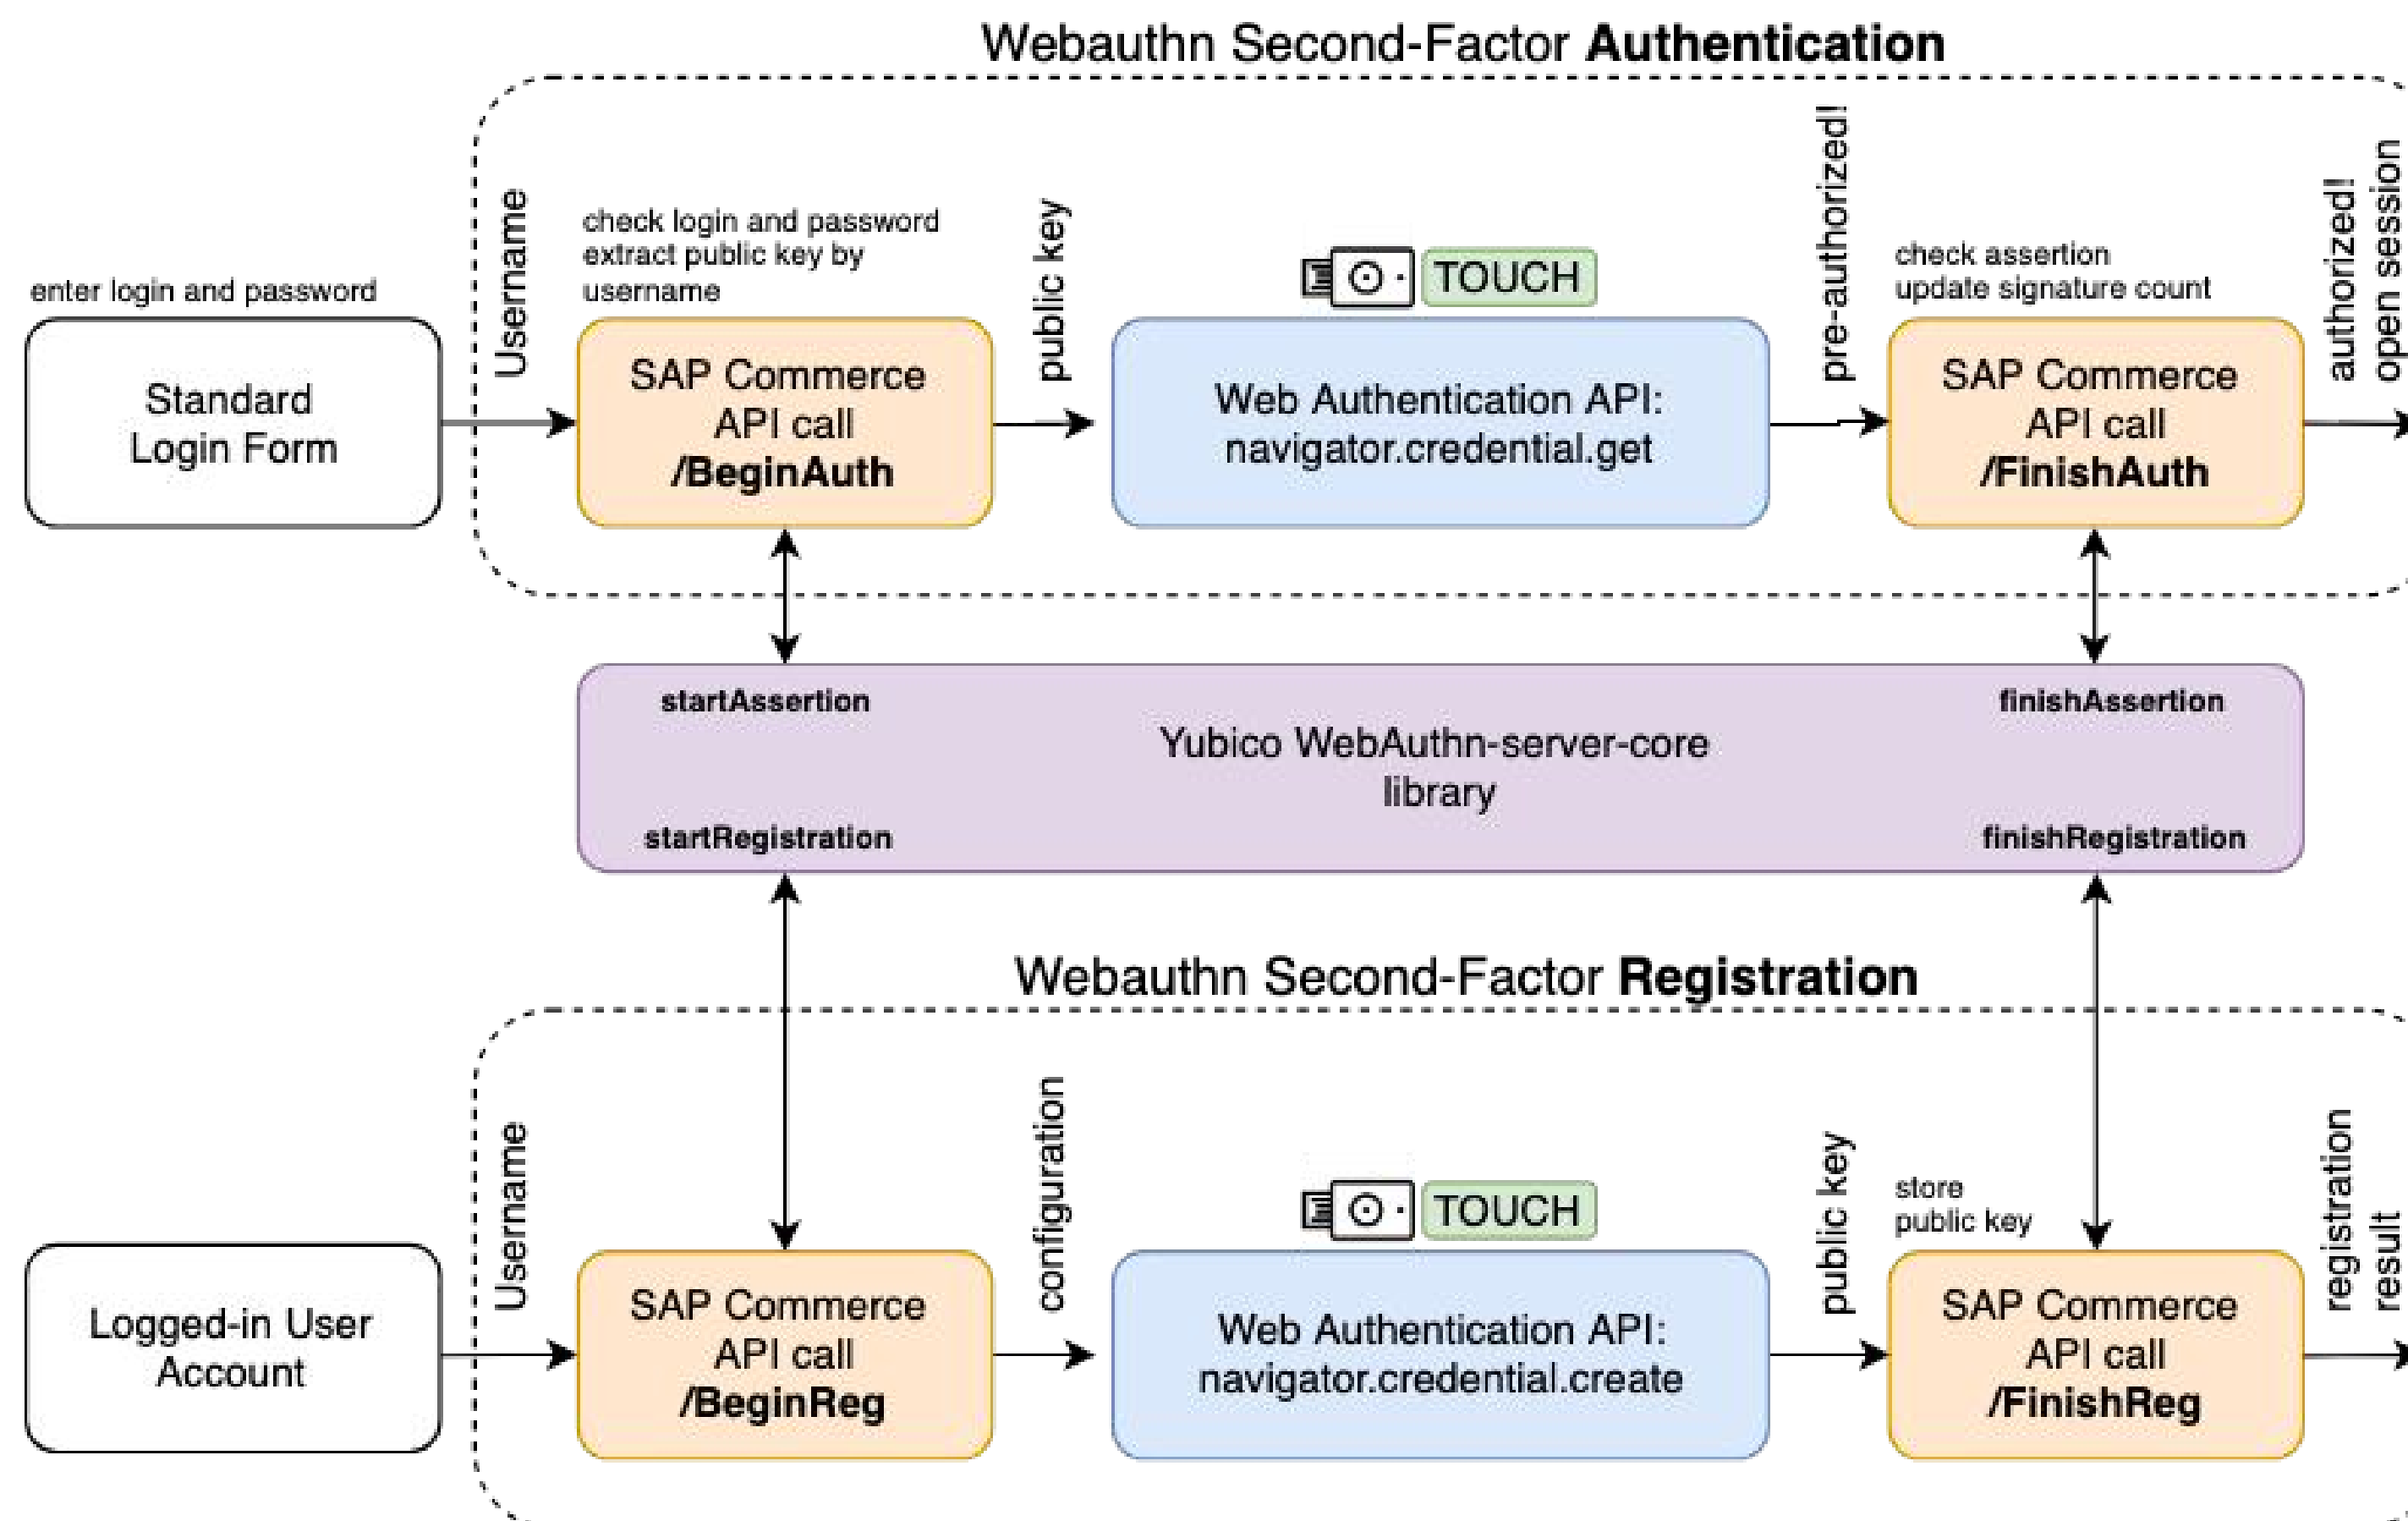 Webauthn Second-Factor Authentication
enter login and password
Standard
Login Form
Username
check login and password
extract public key by
username
SAP Commerce
API call
/BeginAuth
public key
TOUCH
Web Authentication API:
navigator.credential.get
pre-authorized!
check assertion
update signature count
SAP Commerce
API call
/FinishAuth
authorized!
open session
startAssertion
finishAssertion
Yubico WebAuthn-server-core
library
startRegistration
finishRegistration
Webauthn Second-Factor Registration
Logged-in User
Account
Username
SAP Commerce
API call
/BeginReg
configuration
TOUCH
Web Authentication API:
navigator.credential.create
public key
store
public key
SAP Commerce
API call
/FinishReg
registration
result